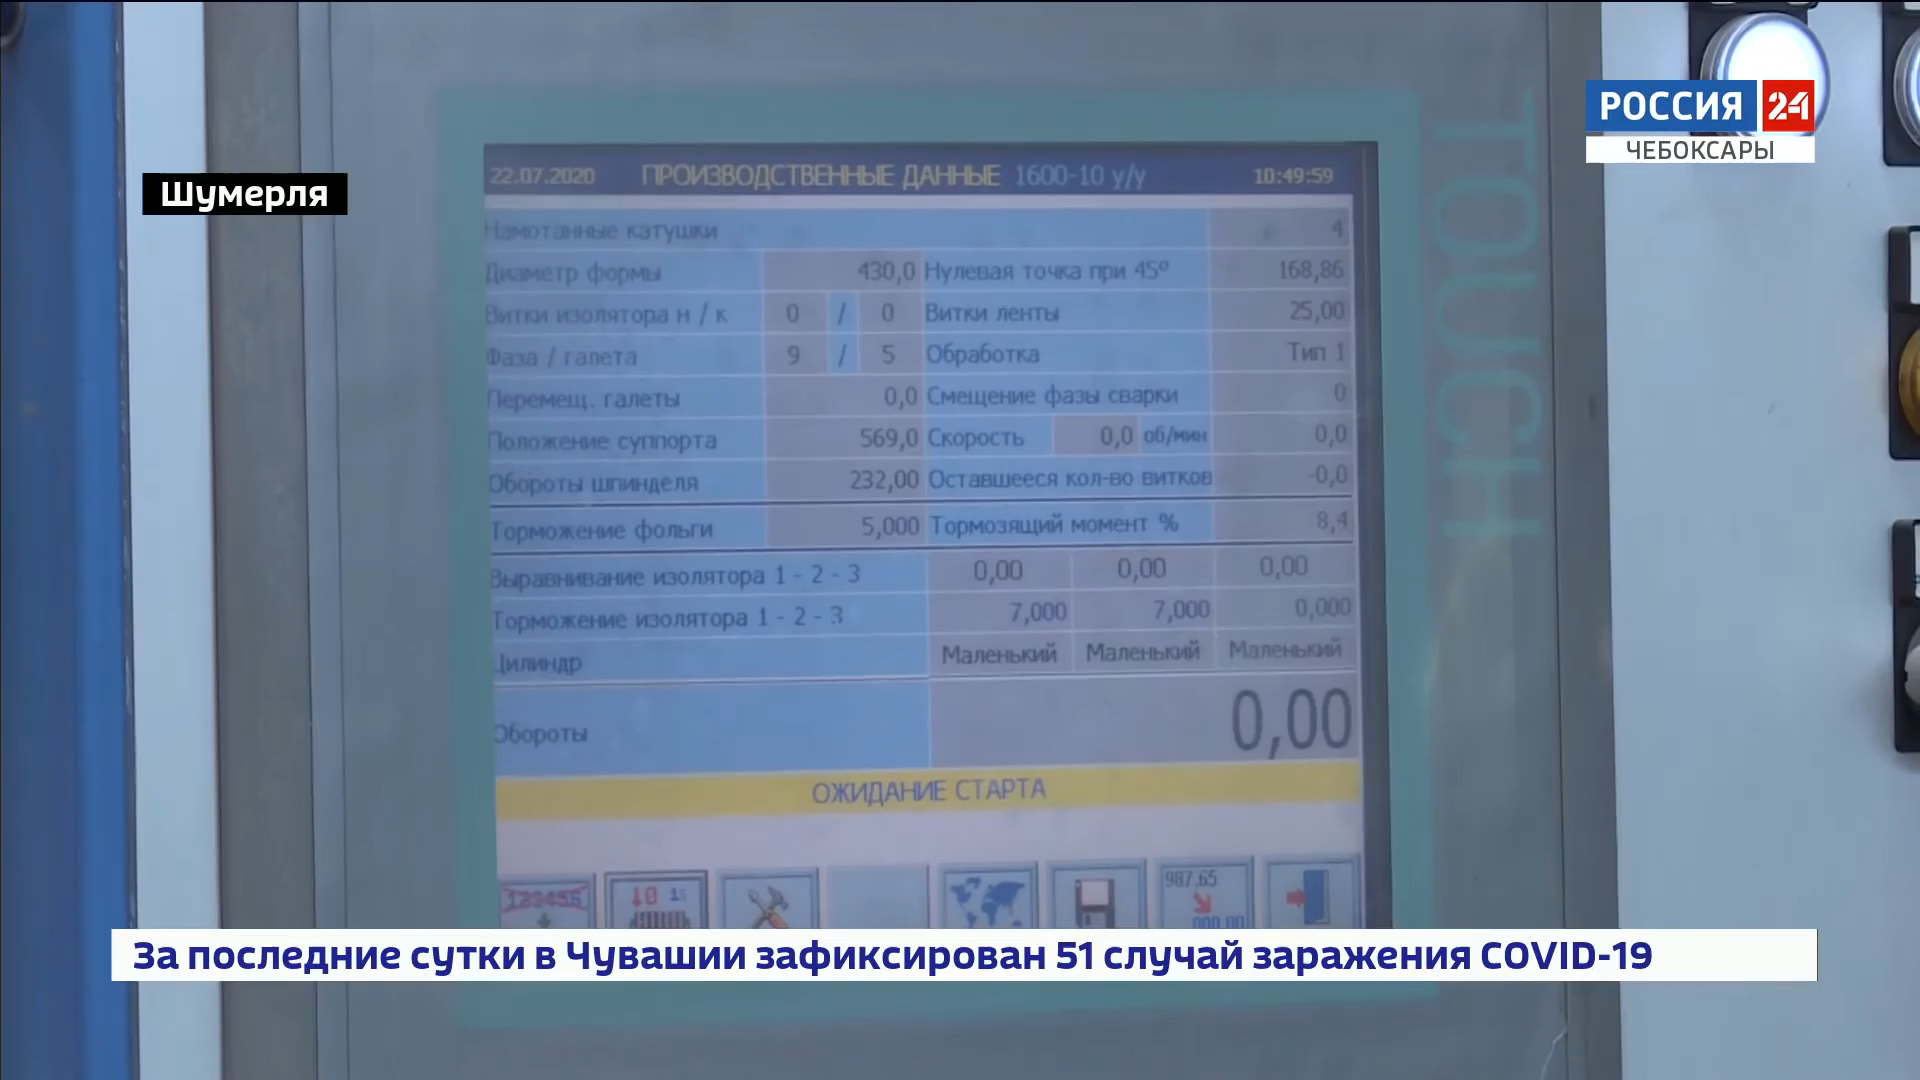 РОССИЯ 24
ЧЕБОКСАРЫ
Шумерля
22.07.2020 ПРОИЗВОДСТВЕННЫЕ ДАННЫЕ 1600-10 у/у 10:49:59
Намотанные катушки 4
Диаметр формы 430,0 Нулевая точка при 45º 168,86
Витки изолятора н / к 0 / 0 Витки ленты 25,00
Фаза / галета 9 / 5 Обработка Тип 1
Перемещ. галеты 0,0 Смещение фазы сварки 0
Положение суппорта 569,0 Скорость 0,0 об/мин 0,0
Обороты шпинделя 232,00 Оставшееся кол-во витков -0,0
Торможение фольги 5,000 Тормозящий момент % 8,4
Выравнивание изолятора 1 - 2 - 3 0,00 0,00 0,00
Торможение изолятора 1 - 2 - 3 7,000 7,000 0,000
Цилиндр Маленький Маленький Маленький
Обороты 0,00
ОЖИДАНИЕ СТАРТА
123456
987,65
000,00
TOUCH
За последние сутки в Чувашии зафиксирован 51 случай заражения COVID-19